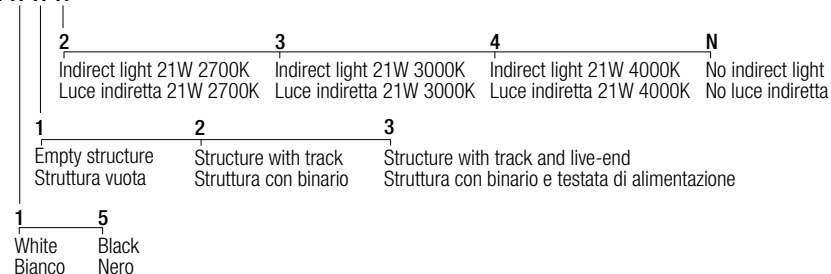 2 3 4 N
Indirect light 21W 2700K Indirect light 21W 3000K Indirect light 21W 4000K No indirect light
Luce indiretta 21W 2700K Luce indiretta 21W 3000K Luce indiretta 21W 4000K No luce indiretta
1 2 3
Empty structure Structure with track Structure with track and live-end
Struttura vuota Struttura con binario Struttura con binario e testata di alimentazione
1 5
White Black
Bianco Nero